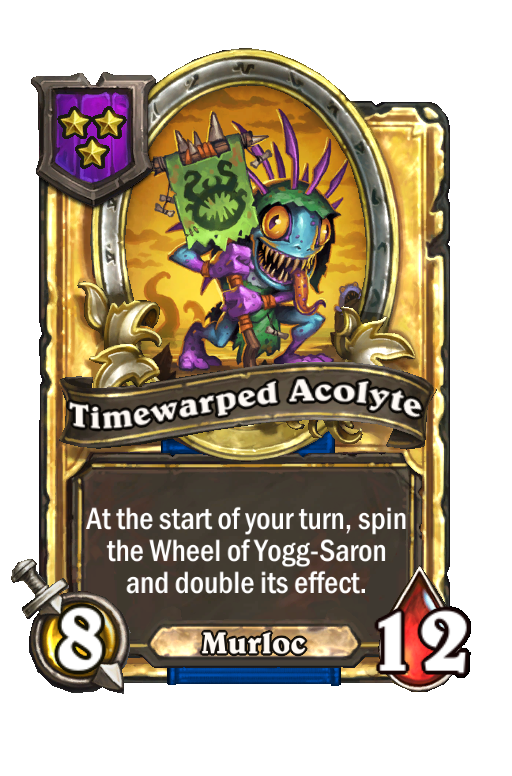 Timewarped Acolyte
At the start of your turn, spin
the Wheel of Yogg-Saron
and double its effect.
8
Murloc
12